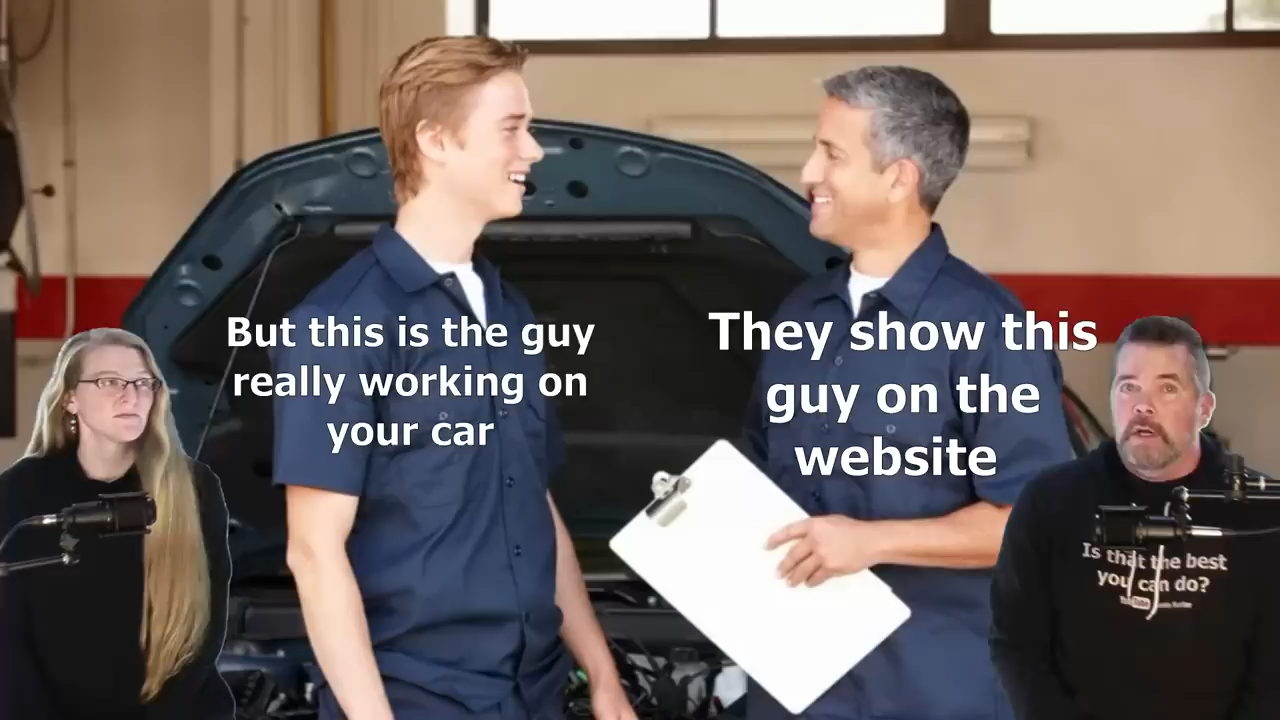 But this is the guy
really working on
your car
They show this
guy on the
website
Is that the best
you can do?
YouTube